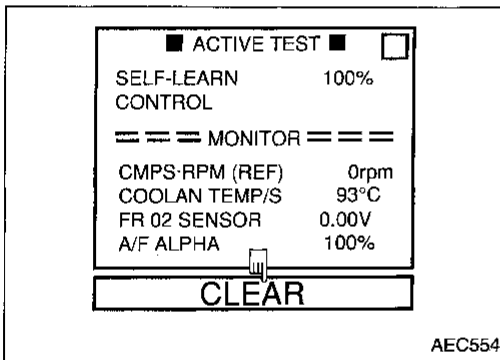 ■ ACTIVE TEST ■
SELF-LEARN 100%
CONTROL
=== MONITOR ===
CMPS·RPM (REF) 0rpm
COOLAN TEMP/S 93°C
FR 02 SENSOR 0.00V
A/F ALPHA 100%
CLEAR
AEC554